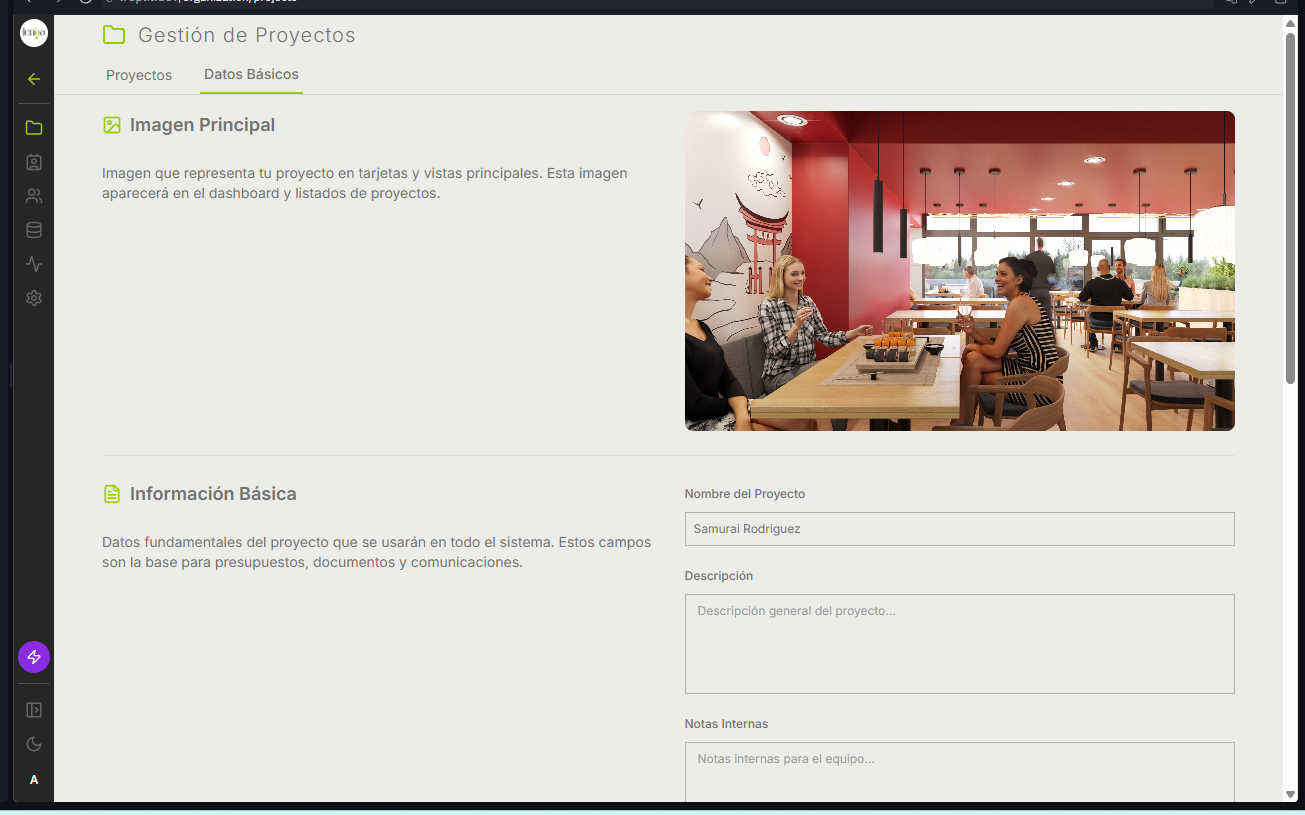 Gestión de Proyectos
Proyectos
Datos Básicos
Imagen Principal
Imagen que representa tu proyecto en tarjetas y vistas principales. Esta imagen
aparecerá en el dashboard y listados de proyectos.
Información Básica
Datos fundamentales del proyecto que se usarán en todo el sistema. Estos campos
son la base para presupuestos, documentos y comunicaciones.
Nombre del Proyecto
Samurai Rodriguez
Descripción
Descripción general del proyecto...
Notas Internas
Notas internas para el equipo...
A